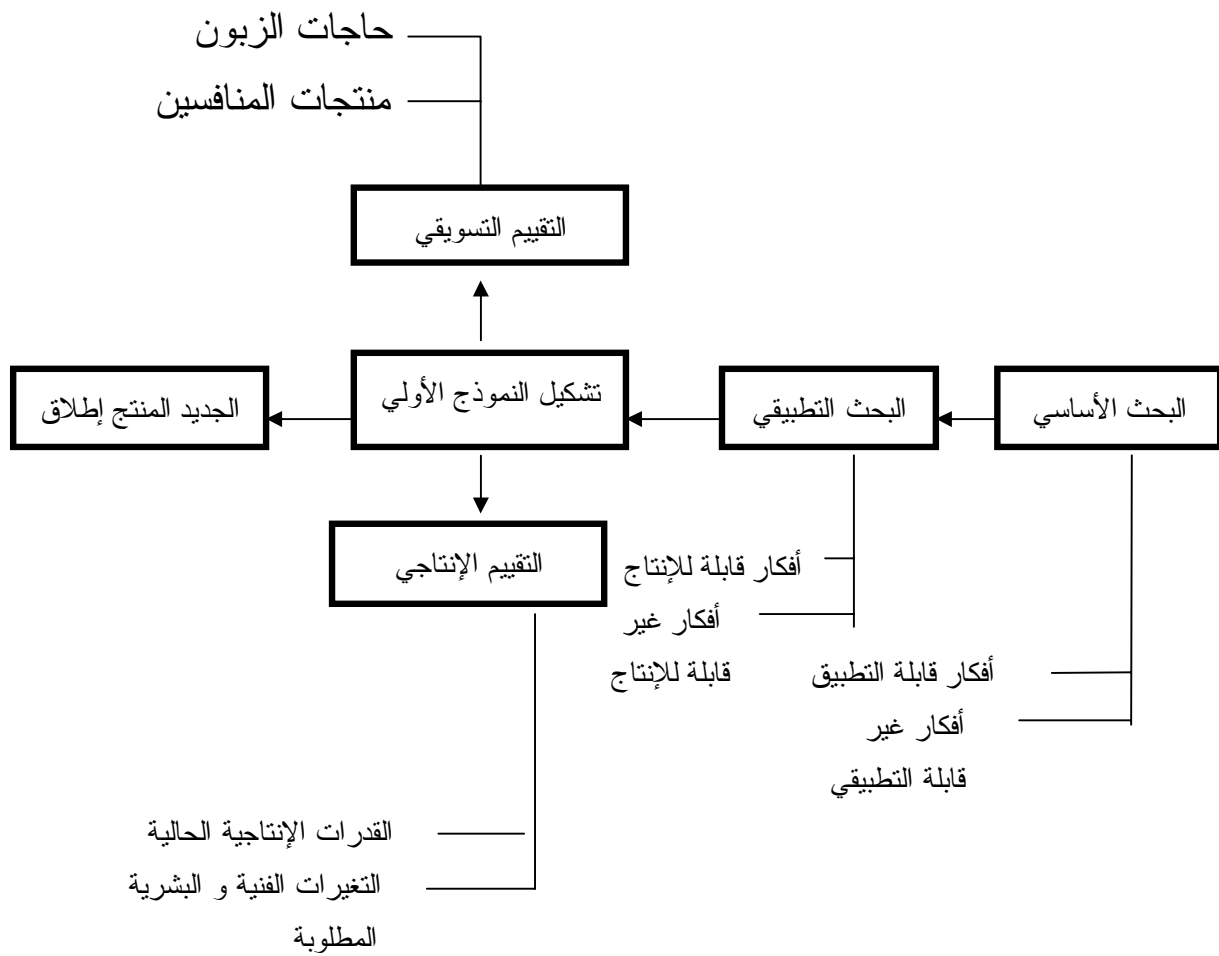 حاجات الزبون
منتجات المنافسين
التقييم التسويقي
البحث الأساسي
البحث التطبيقي
تشكيل النموذج الأولي
الجديد المنتج إطلاق
التقييم الإنتاجي
أفكار قابلة للإنتاج
أفكار غير
قابلة للإنتاج
أفكار قابلة التطبيق
أفكار غير
قابلة التطبيقي
القدرات الإنتاجية الحالية
التغيرات الفنية و البشرية
المطلوبة